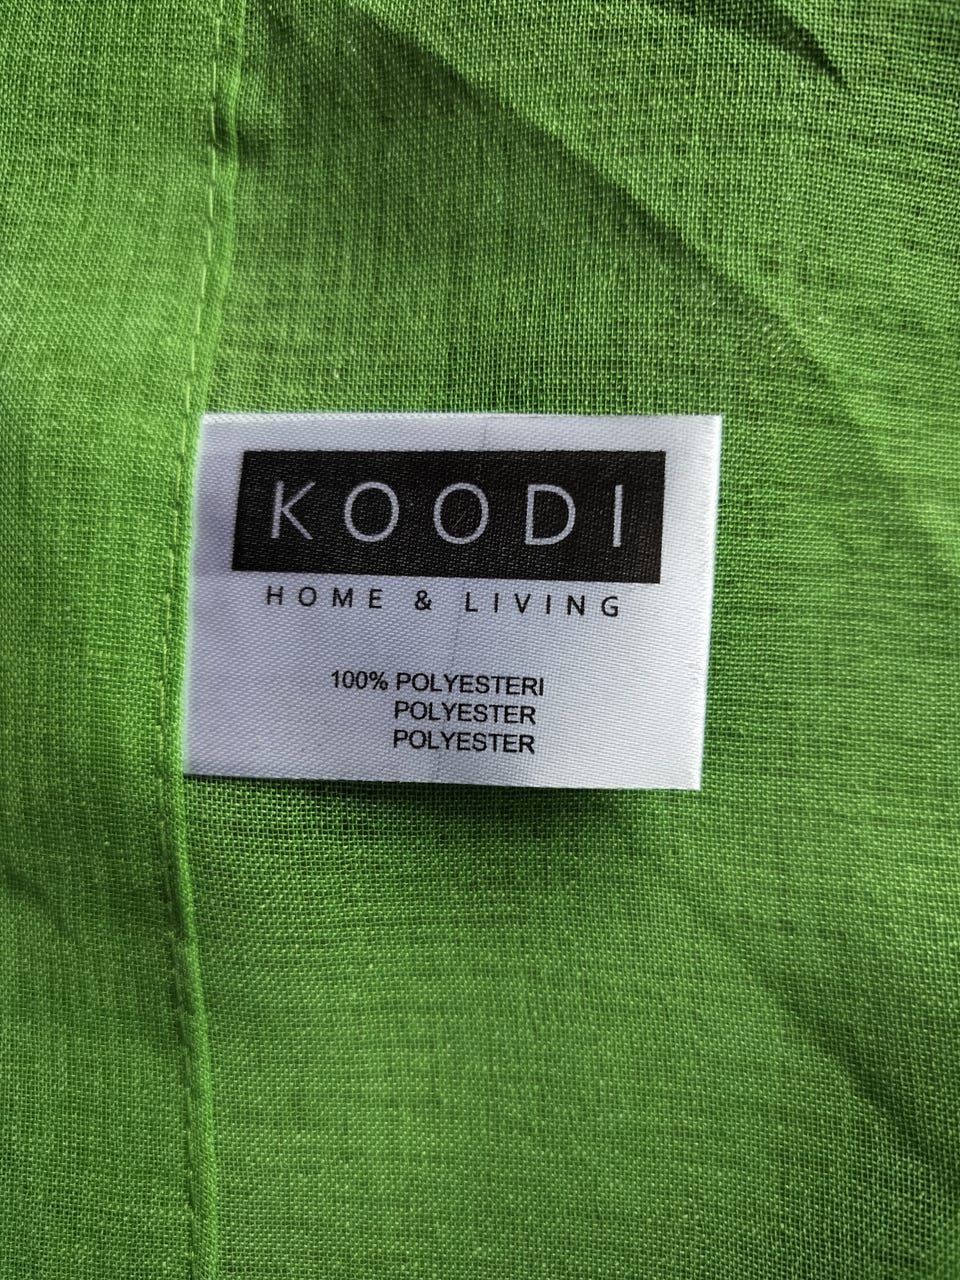 KOODI
HOME & LIVING
100% POLYESTERI
POLYESTER
POLYESTER